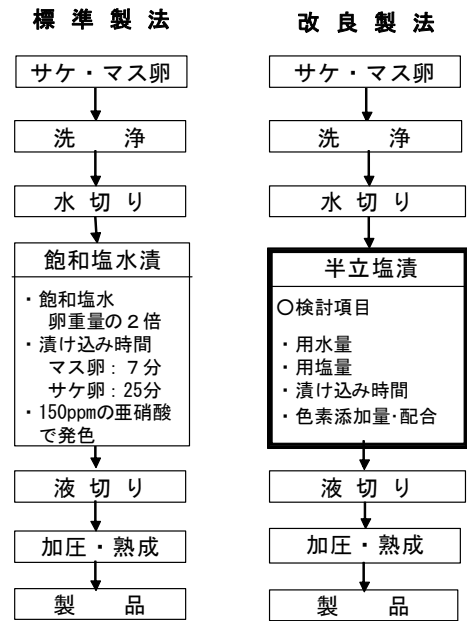 標準製法
サケ・マス卵
洗　浄
水切り
飽和塩水漬
・飽和塩水
卵重量の２倍
・漬け込み時間
マス卵：７分
サケ卵：25分
・150ppmの亜硝酸
で発色
液切り
加圧・熟成
製　品
改良製法
サケ・マス卵
洗　浄
水切り
半立塩漬
○検討項目
・用水量
・用塩量
・漬け込み時間
・色素添加量・配合
液切り
加圧・熟成
製　品